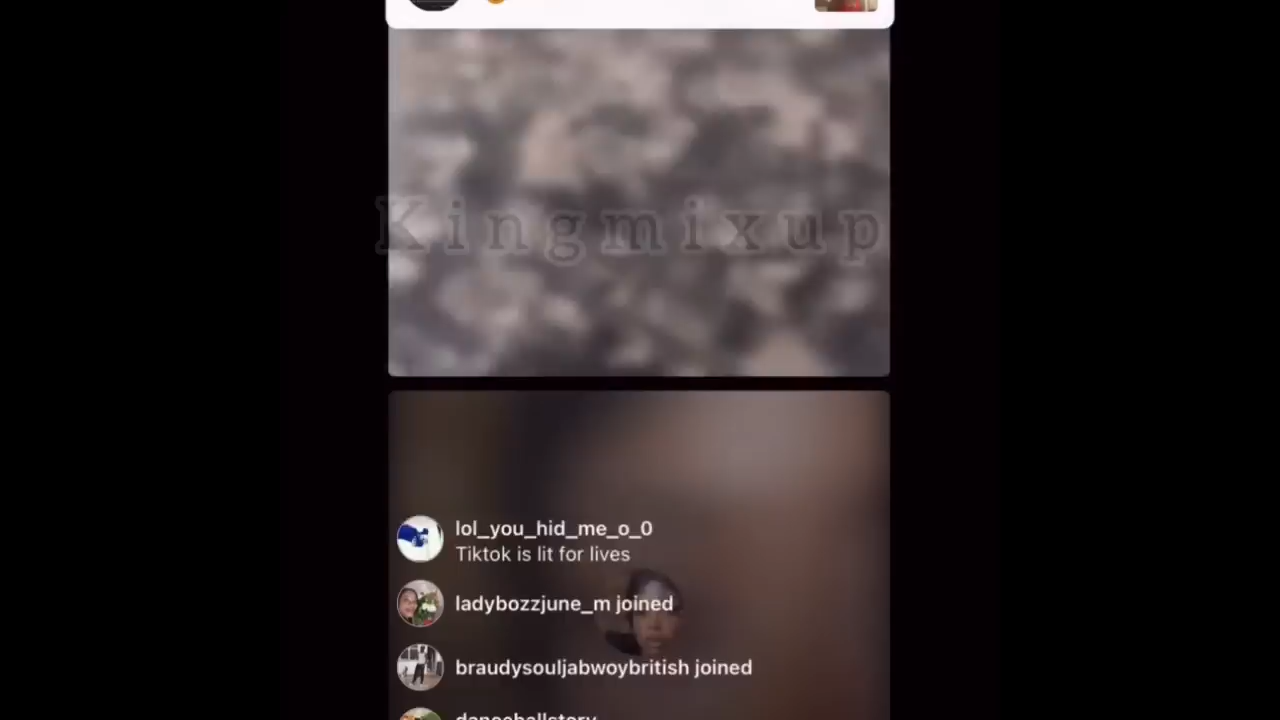 Kingmixup
lol_you_hid_me_o_0
Tiktok is lit for lives
ladybozzjune_m joined
braudysouljabwoybritish joined